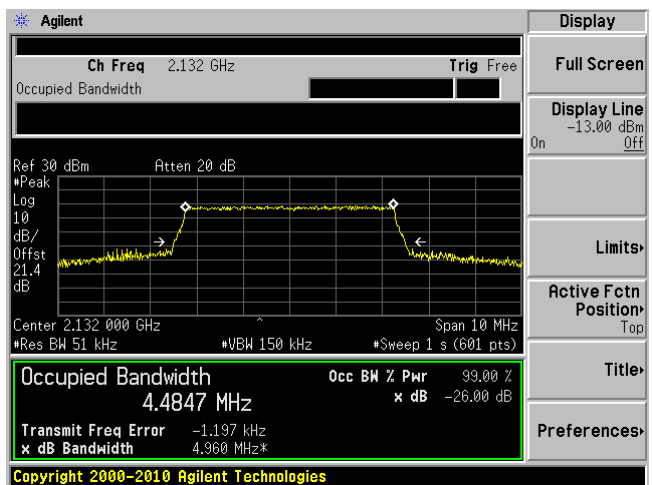 Agilent
Display
Ch Freq 2.132 GHz Trig Free
Occupied Bandwidth
Full Screen
Display Line
-13.00 dBm
On Off
Ref 30 dBm Atten 20 dB
#Peak
Log
10
dB/
Offst
21.4
dB
Center 2.132 000 GHz Span 10 MHz
#Res BW 51 kHz #VBW 150 kHz #Sweep 1 s (601 pts)
Limits
Active Fctn
Position
Top
Title
Preferences
Occupied Bandwidth Occ BW % Pwr 99.00 %
4.4847 MHz x dB -26.00 dB
Transmit Freq Error -1.197 kHz
x dB Bandwidth 4.960 MHz*
Copyright 2000-2010 Agilent Technologies